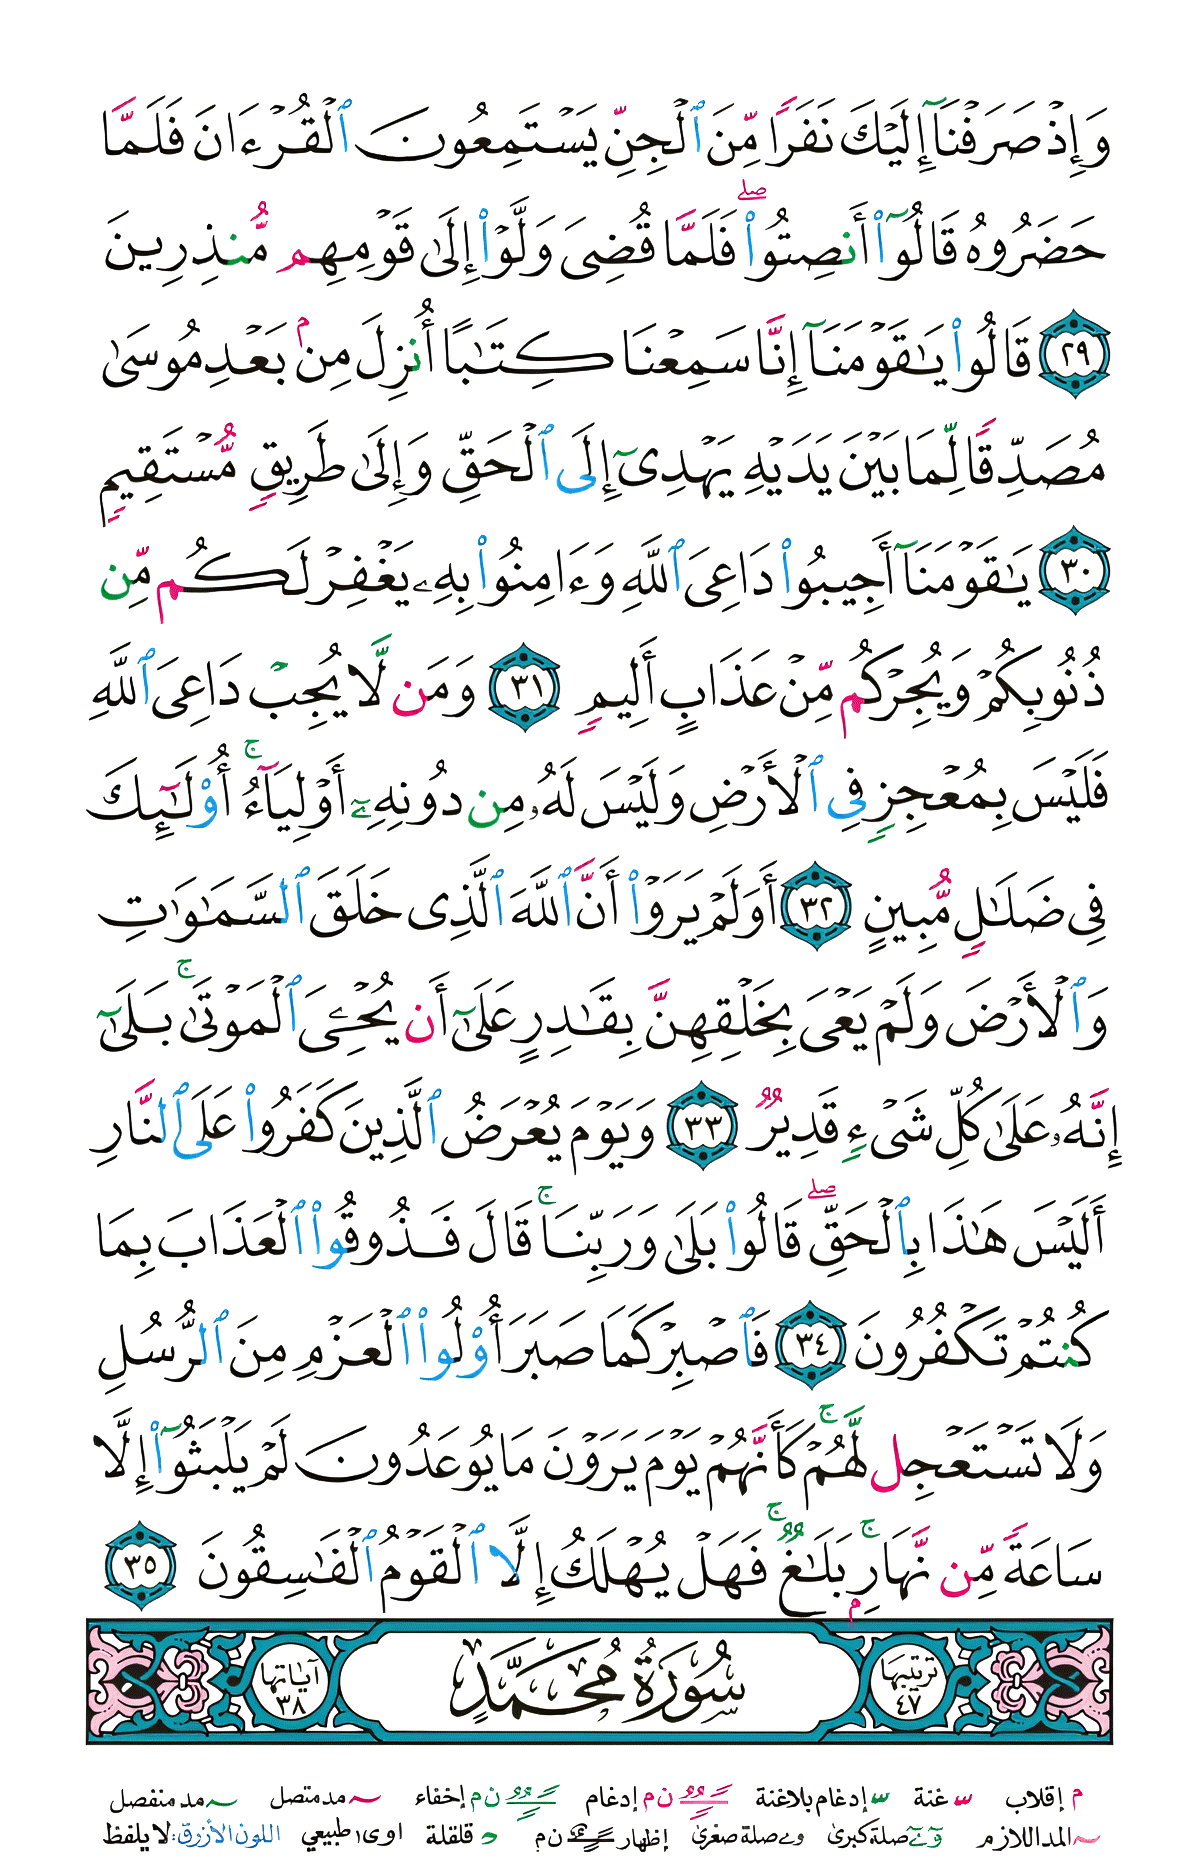 وَإِذْ صَرَفْنَآ إِلَيْكَ نَفَرًا مِّنَ ٱلْجِنِّ يَسْتَمِعُونَ ٱلْقُرْءَانَ فَلَمَّا
حَضَرُوهُ قَالُوٓا۟ أَنصِتُوا۟ ۖ فَلَمَّا قُضِىَ وَلَّوْا۟ إِلَىٰ قَوْمِهِم مُّنذِرِينَ
٢٩ قَالُوا۟ يَـٰقَوْمَنَآ إِنَّا سَمِعْنَا كِتَـٰبًا أُنزِلَ مِنۢ بَعْدِ مُوسَىٰ
مُصَدِّقًا لِّمَا بَيْنَ يَدَيْهِ يَهْدِىٓ إِلَى ٱلْحَقِّ وَإِلَىٰ طَرِيقٍ مُّسْتَقِيمٍ
٣٠ يَـٰقَوْمَنَآ أَجِيبُوا۟ دَاعِىَ ٱللَّهِ وَءَامِنُوا۟ بِهِۦ يَغْفِرْ لَكُم مِّن
ذُنُوبِكُمْ وَيُجِرْكُم مِّنْ عَذَابٍ أَلِيمٍ ٣١ وَمَن لَّا يُجِبْ دَاعِىَ ٱللَّهِ
فَلَيْسَ بِمُعْجِزٍ فِى ٱلْأَرْضِ وَلَيْسَ لَهُۥ مِن دُونِهِۦٓ أَوْلِيَآءُ ۚ أُو۟لَـٰٓئِكَ
فِى ضَلَـٰلٍ مُّبِينٍ ٣٢ أَوَلَمْ يَرَوْا۟ أَنَّ ٱللَّهَ ٱلَّذِى خَلَقَ ٱلسَّمَـٰوَٰتِ
وَٱلْأَرْضَ وَلَمْ يَعْىَ بِخَلْقِهِنَّ بِقَـٰدِرٍ عَلَىٰٓ أَن يُحْـِۧىَ ٱلْمَوْتَىٰ ۚ بَلَىٰٓ
إِنَّهُۥ عَلَىٰ كُلِّ شَىْءٍ قَدِيرٌ ٣٣ وَيَوْمَ يُعْرَضُ ٱلَّذِينَ كَفَرُوا۟ عَلَى ٱلنَّارِ
أَلَيْسَ هَـٰذَا بِٱلْحَقِّ ۖ قَالُوا۟ بَلَىٰ وَرَبِّنَا ۚ قَالَ فَذُوقُوا۟ ٱلْعَذَابَ بِمَا
كُنتُمْ تَكْفُرُونَ ٣٤ فَٱصْبِرْ كَمَا صَبَرَ أُو۟لُوا۟ ٱلْعَزْمِ مِنَ ٱلرُّسُلِ
وَلَا تَسْتَعْجِل لَّهُمْ ۚ كَأَنَّهُمْ يَوْمَ يَرَوْنَ مَا يُوعَدُونَ لَمْ يَلْبَثُوٓا۟ إِلَّا
سَاعَةً مِّن نَّهَارٍۭ ۚ بَلَـٰغٌ ۚ فَهَلْ يُهْلَكُ إِلَّا ٱلْقَوْمُ ٱلْفَـٰسِقُونَ ٣٥
ترتيبها ٤٧ سُورَةُ مُحَمَّدٍ آياتها ٣٨
م إقلاب ّ غنة ّ إدغام بلاغنة ـًـٌـٍ ن م إدغام ـًـٌـٍ ن م إخفاء ~ مد متصل ~ مد منفصل
~ المد اللازم وٓ ےٓ صلة كبرى و ے صلة صغرى إظهار ـًـٌـٍ ن م د قلقلة اوى ا طبيعي اللون الأزرق: لا يلفظ